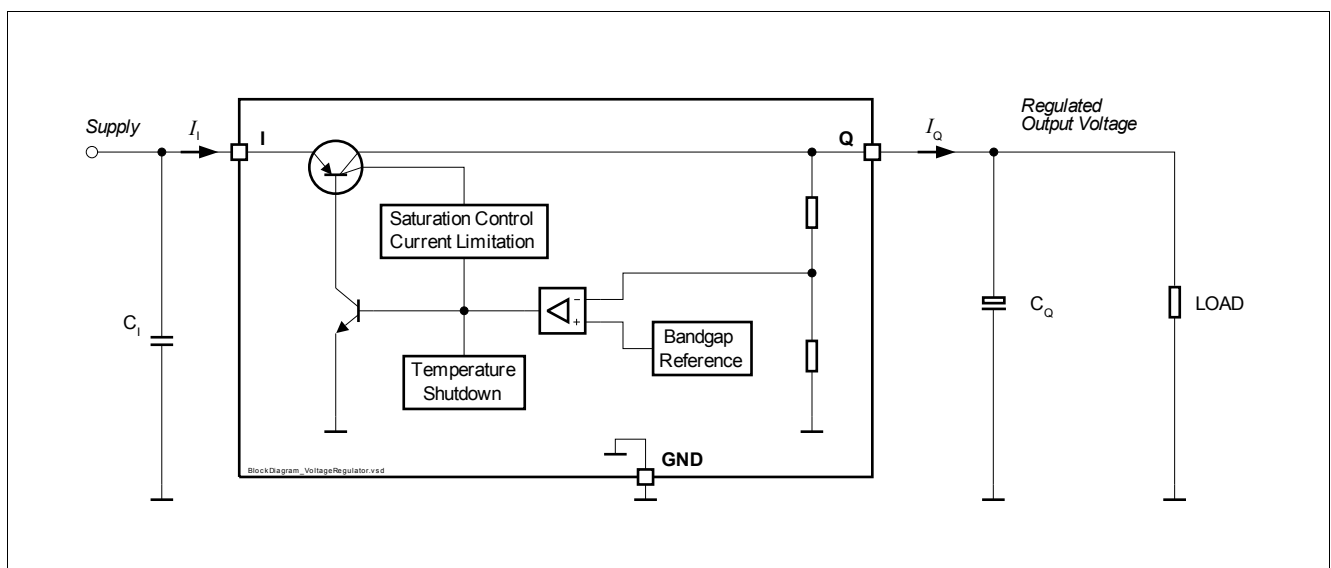 Supply
I_I
I
Q
I_Q
Regulated
Output Voltage
Saturation Control
Current Limitation
C_I
-
+
Bandgap
Reference
Temperature
Shutdown
C_Q
LOAD
GND
BlockDiagram_VoltageRegulator.vsd